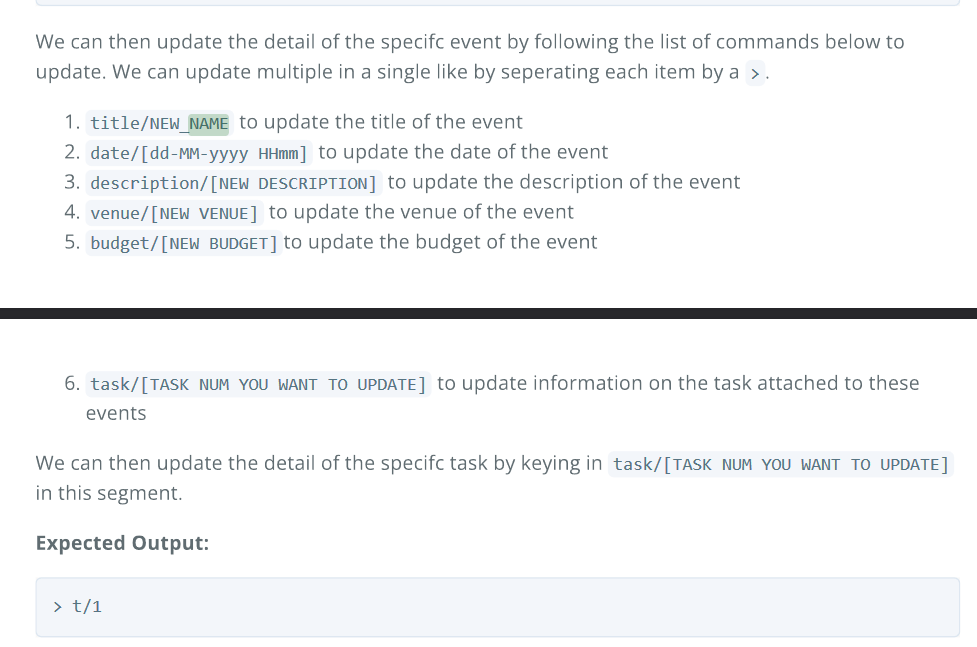 We can then update the detail of the specifc event by following the list of commands below to
update. We can update multiple in a single like by seperating each item by a > .
1. title/NEW_NAME to update the title of the event
2. date/[dd-MM-yyyy HHmm] to update the date of the event
3. description/[NEW DESCRIPTION] to update the description of the event
4. venue/[NEW VENUE] to update the venue of the event
5. budget/[NEW BUDGET] to update the budget of the event
6. task/[TASK NUM YOU WANT TO UPDATE] to update information on the task attached to these
events
We can then update the detail of the specifc task by keying in task/[TASK NUM YOU WANT TO UPDATE]
in this segment.
Expected Output:
> t/1